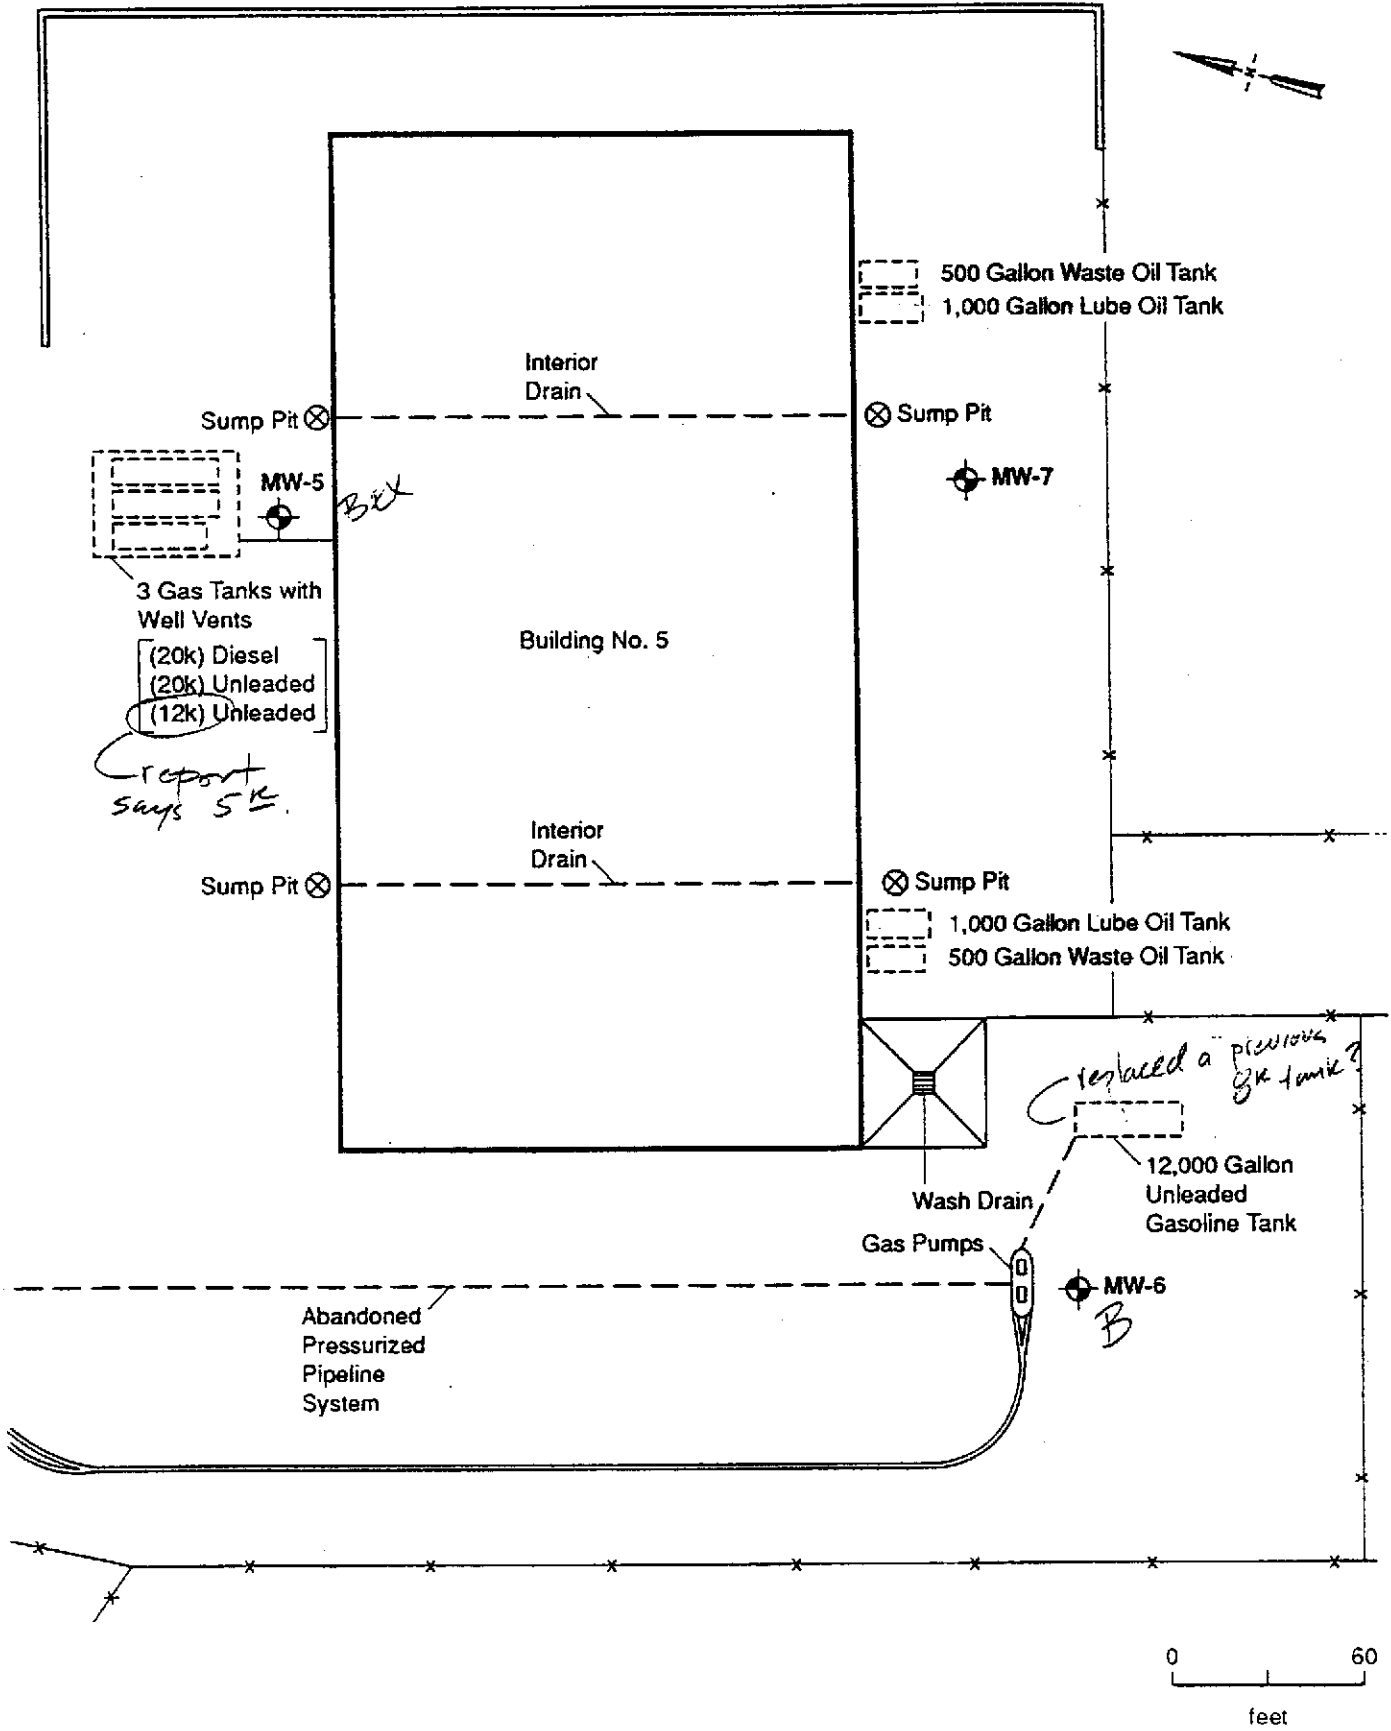 500 Gallon Waste Oil Tank
1,000 Gallon Lube Oil Tank
Interior
Drain
Sump Pit
Sump Pit
MW-5
MW-7
3 Gas Tanks with
Well Vents
(20k) Diesel
(20k) Unleaded
(12k) Unleaded
report
says 5k.
Building No. 5
Interior
Drain
Sump Pit
Sump Pit
1,000 Gallon Lube Oil Tank
500 Gallon Waste Oil Tank
replaced a previous
8k tank?
12,000 Gallon
Unleaded
Gasoline Tank
Wash Drain
Gas Pumps
MW-6
B
Abandoned
Pressurized
Pipeline
System
0 60
feet